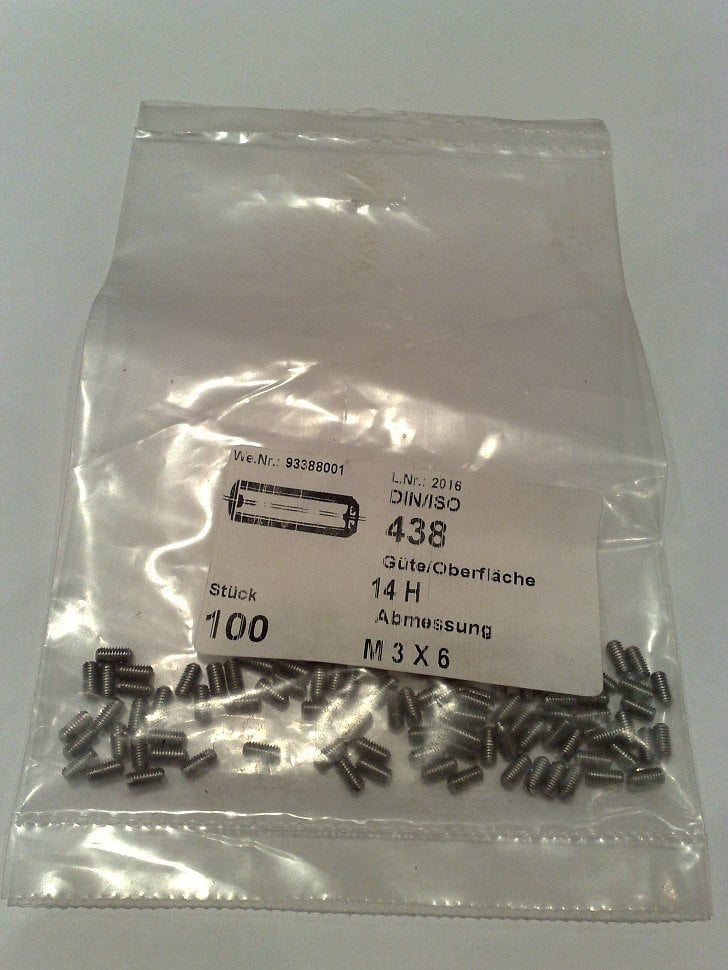 We.Nr.: 93388001
L.Nr.: 2016
DIN/ISO
438
Güte/Oberfläche
14 H
Stück
100
Abmessung
M 3 X 6